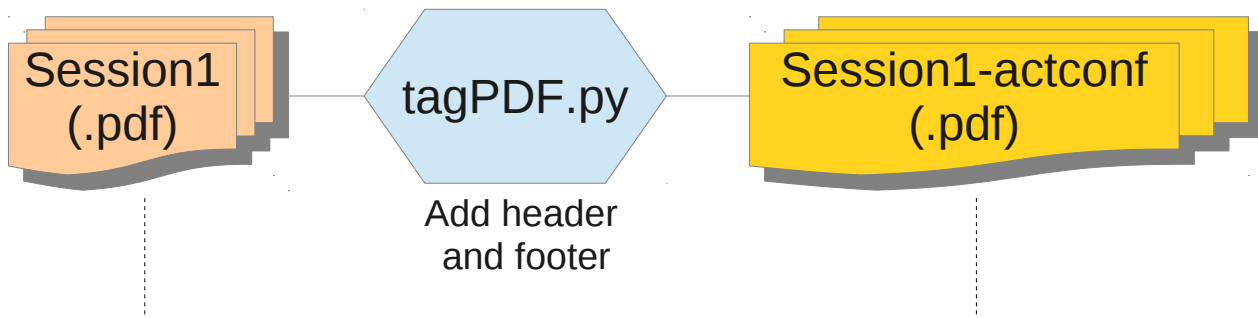 Session1
(.pdf)
tagPDF.py
Add header
and footer
Session1-actconf
(.pdf)